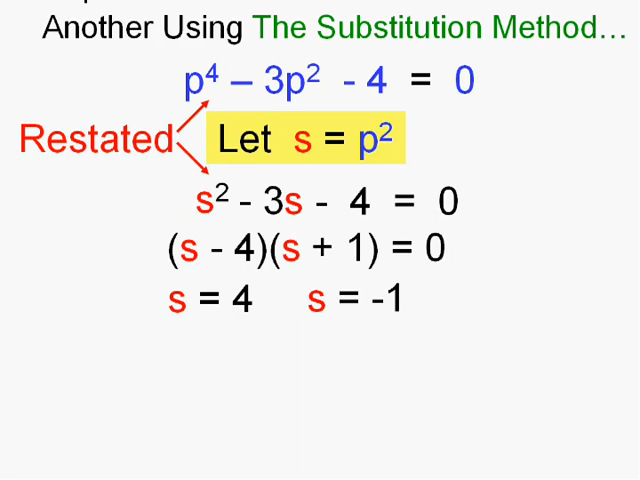 Another Using The Substitution Method...
p⁴ – 3p² - 4 = 0
Restated Let s = p²
s² - 3s - 4 = 0
(s - 4)(s + 1) = 0
s = 4 s = -1